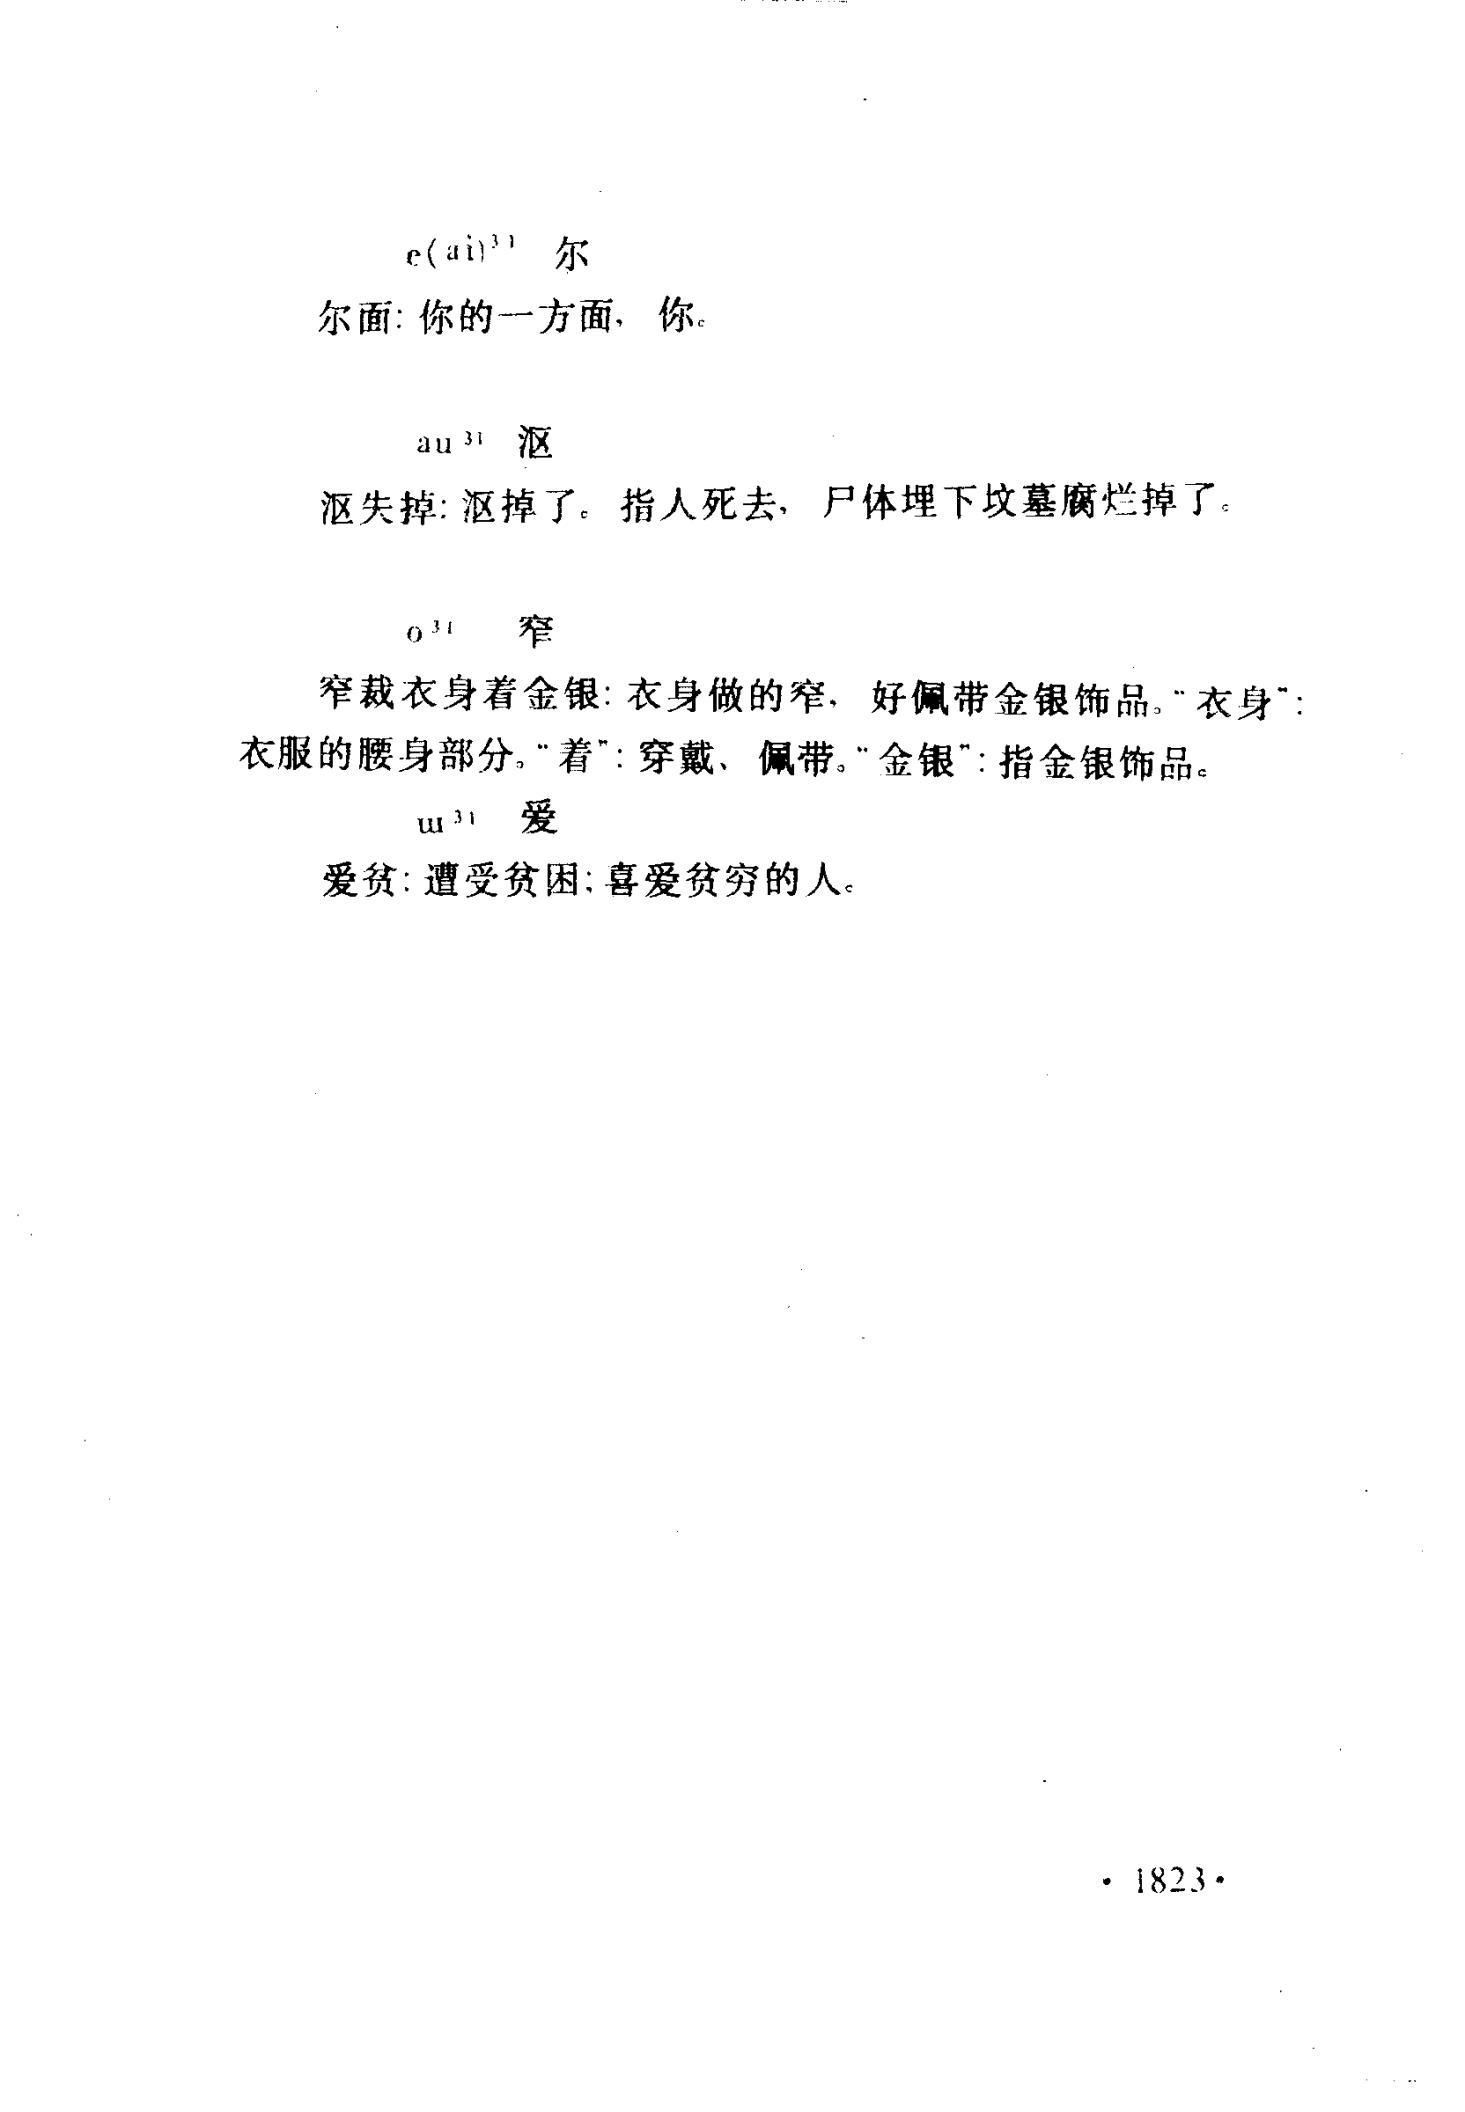 e(ai)³¹ 尔
尔面：你的一方面，你。
au³¹ 沤
沤失掉：沤掉了。指人死去，尸体埋下坟墓腐烂掉了。
o³¹ 窄
窄裁衣身着金银：衣身做的窄，好佩带金银饰品。“衣身”：
衣服的腰身部分。“着”：穿戴、佩带。“金银”：指金银饰品。
ɯ³¹ 爱
爱贫：遭受贫困；喜爱贫穷的人。
· 1823 ·